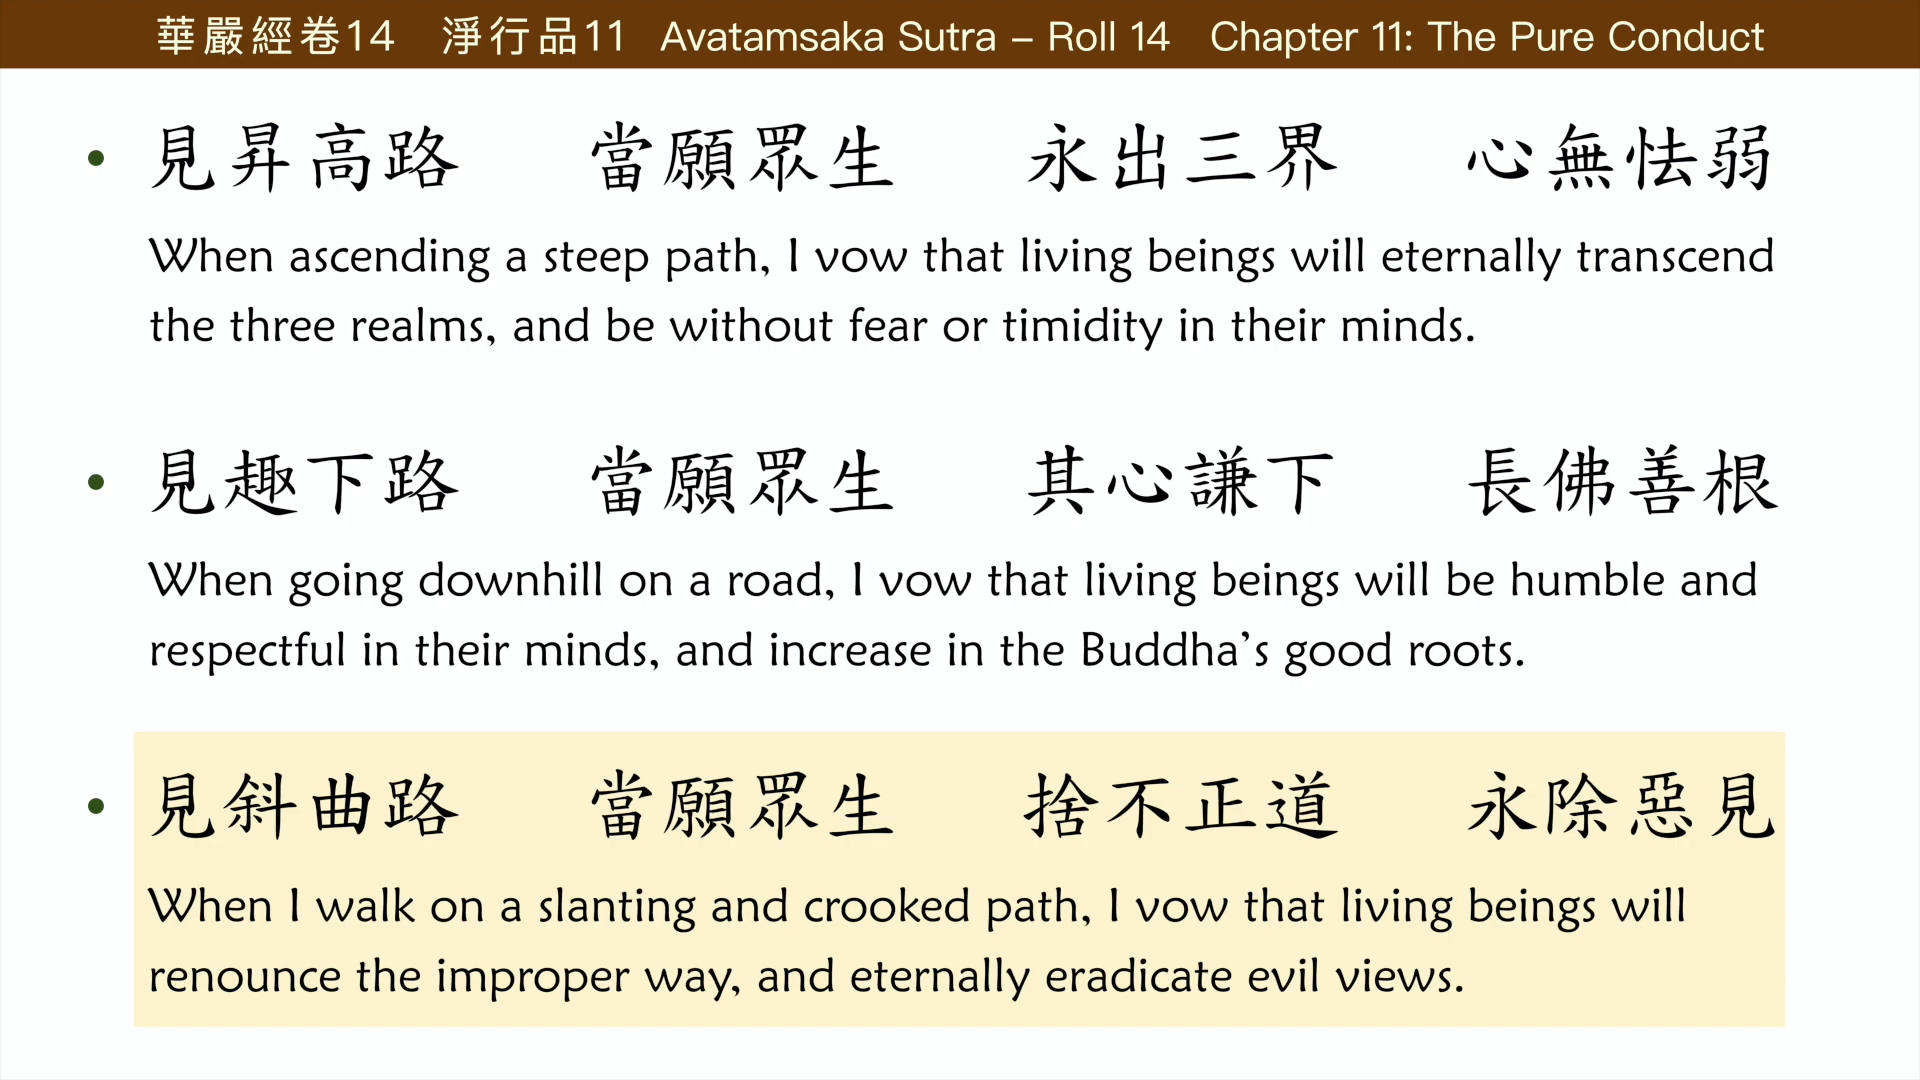 華嚴經卷14 淨行品11 Avatamsaka Sutra – Roll 14 Chapter 11: The Pure Conduct
• 見昇高路 當願眾生 永出三界 心無怯弱
When ascending a steep path, I vow that living beings will eternally transcend
the three realms, and be without fear or timidity in their minds.
• 見趣下路 當願眾生 其心謙下 長佛善根
When going downhill on a road, I vow that living beings will be humble and
respectful in their minds, and increase in the Buddha’s good roots.
• 見斜曲路 當願眾生 捨不正道 永除惡見
When I walk on a slanting and crooked path, I vow that living beings will
renounce the improper way, and eternally eradicate evil views.